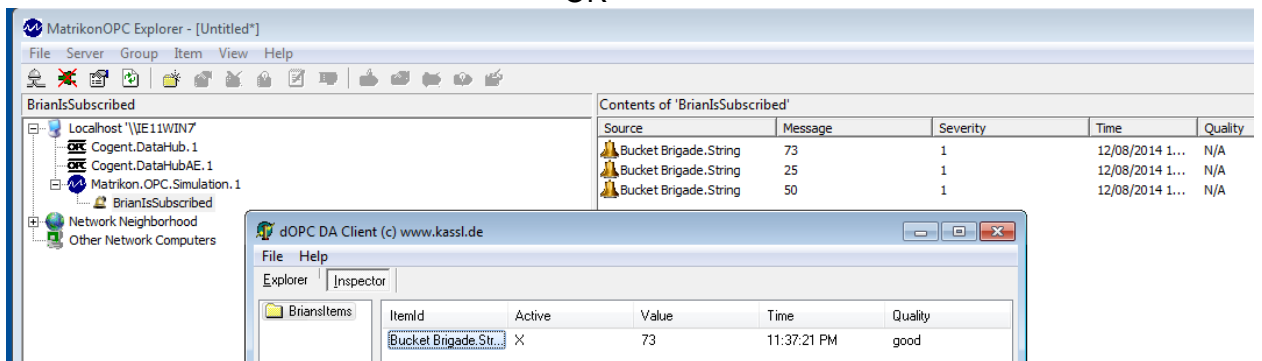 OR
MatrikonOPC Explorer - [Untitled*]
File Server Group Item View Help
BrianIsSubscribed
Contents of 'BrianIsSubscribed'
Localhost '\\IE11WIN7'
OPC Cogent.DataHub.1
OPC Cogent.DataHubAE.1
Matrikon.OPC.Simulation.1
BrianIsSubscribed
Network Neighborhood
Other Network Computers
Source Message Severity Time Quality
Bucket Brigade.String 73 1 12/08/2014 1... N/A
Bucket Brigade.String 25 1 12/08/2014 1... N/A
Bucket Brigade.String 50 1 12/08/2014 1... N/A
dOPC DA Client (c) www.kassl.de
File Help
Explorer Inspector
BriansItems
ItemId Active Value Time Quality
Bucket Brigade.Str... X 73 11:37:21 PM good